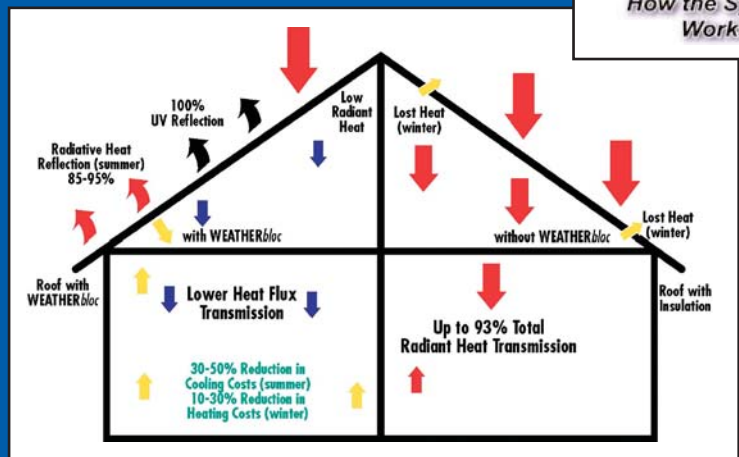 How the S
Work
100%
UV Reflection
Radiative Heat
Reflection (summer)
85-95%
Low
Radiant
Heat
Lost Heat
(winter)
Lost Heat
(winter)
with WEATHERbloc
without WEATHERbloc
Roof with
WEATHERbloc
Roof with
Insulation
Lower Heat Flux
Transmission
Up to 93% Total
Radiant Heat Transmission
30-50% Reduction in
Cooling Costs (summer)
10-30% Reduction in
Heating Costs (winter)